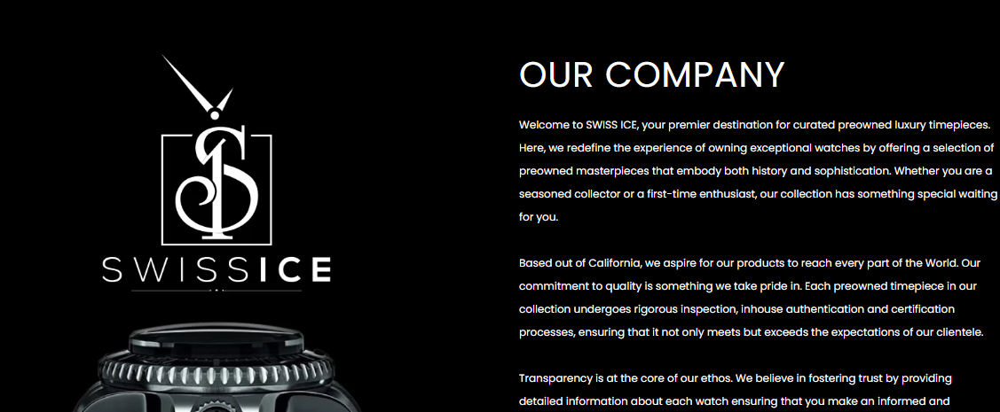 SWISSICE
OUR COMPANY
Welcome to SWISS ICE, your premier destination for curated preowned luxury timepieces.
Here, we redefine the experience of owning exceptional watches by offering a selection of
preowned masterpieces that embody both history and sophistication. Whether you are a
seasoned collector or a first-time enthusiast, our collection has something special waiting
for you.
Based out of California, we aspire for our products to reach every part of the World. Our
commitment to quality is something we take pride in. Each preowned timepiece in our
collection undergoes rigorous inspection, inhouse authentication and certification
processes, ensuring that it not only meets but exceeds the expectations of our clientele.
Transparency is at the core of our ethos. We believe in fostering trust by providing
detailed information about each watch ensuring that you make an informed and